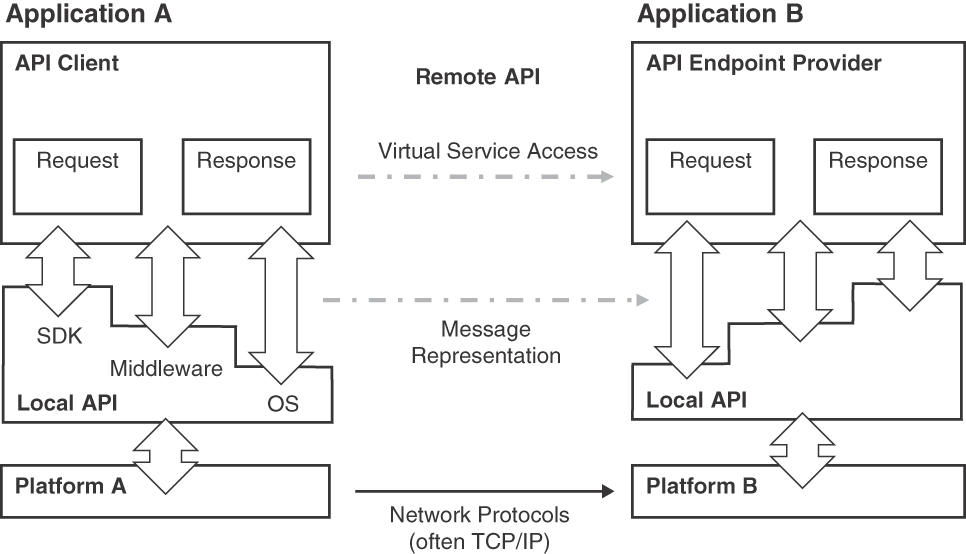 Application A
Application B
API Client
Remote API
API Endpoint Provider
Request
Response
Virtual Service Access
Request
Response
SDK
Middleware
OS
Local API
Message
Representation
Local API
Platform A
Platform B
Network Protocols
(often TCP/IP)